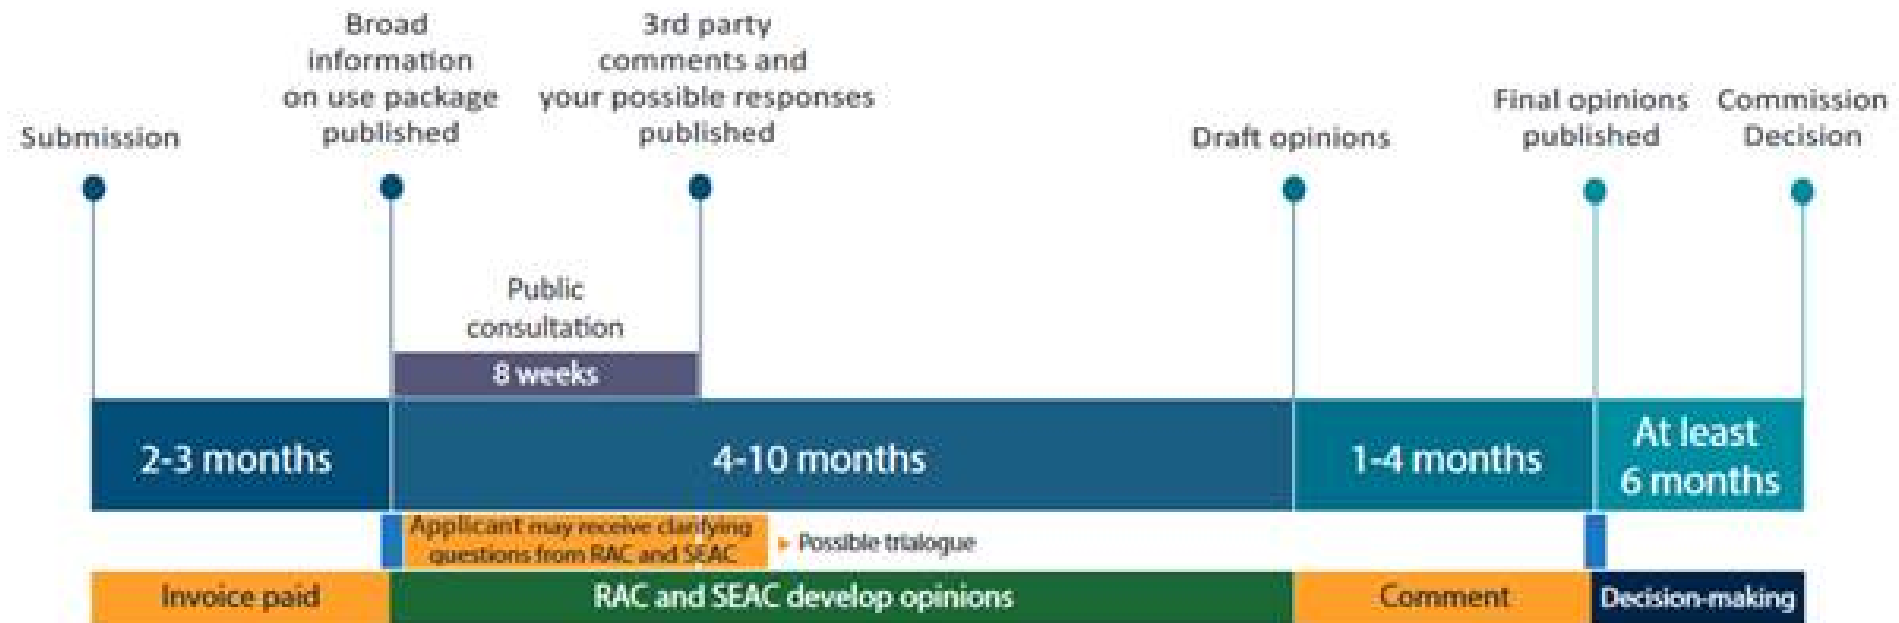 Submission
Broad
information
on use package
published
3rd party
comments and
your possible responses
published
Draft opinions
Final opinions
published
Commission
Decision
Public
consultation
8 weeks
2-3 months
4-10 months
1-4 months
At least
6 months
Applicant may receive clarifying
questions from RAC and SEAC
Possible trialogue
Invoice paid
RAC and SEAC develop opinions
Comment
Decision-making